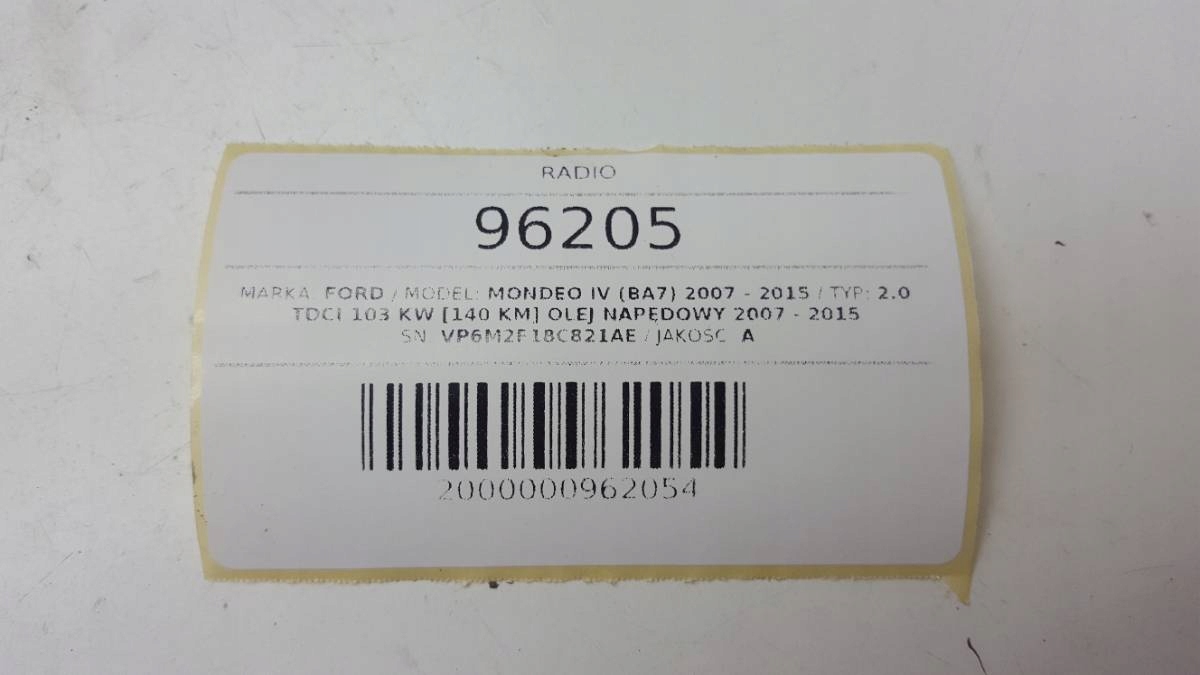 RADIO
96205
MARKA: FORD / MODEL: MONDEO IV (BA7) 2007 - 2015 / TYP: 2.0
TDCI 103 KW [140 KM] OLEJ NAPĘDOWY 2007 - 2015
SN: VP6M2F18C821AE / JAKOŚĆ: A
2000000962054